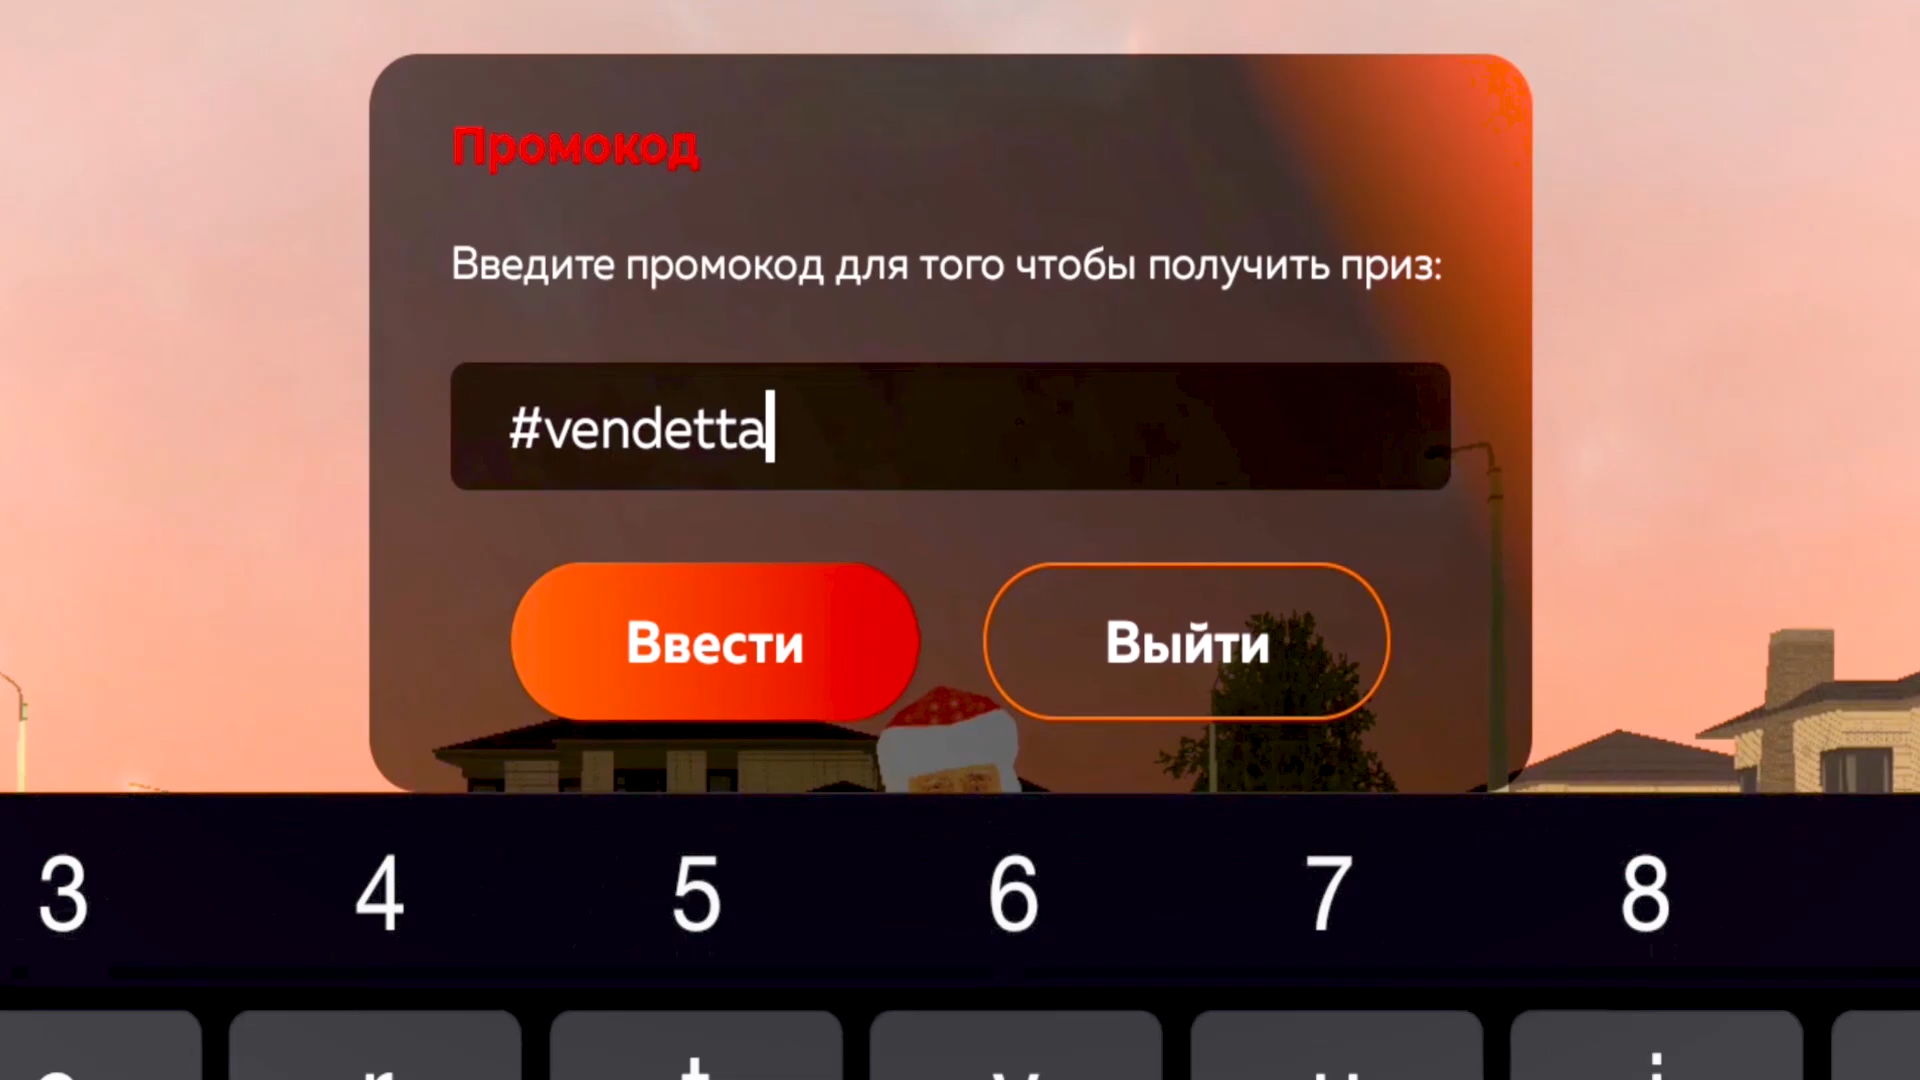 Промокод
Введите промокод для того чтобы получить приз:
#vendetta
Ввести
Выйти
3 4 5 6 7 8